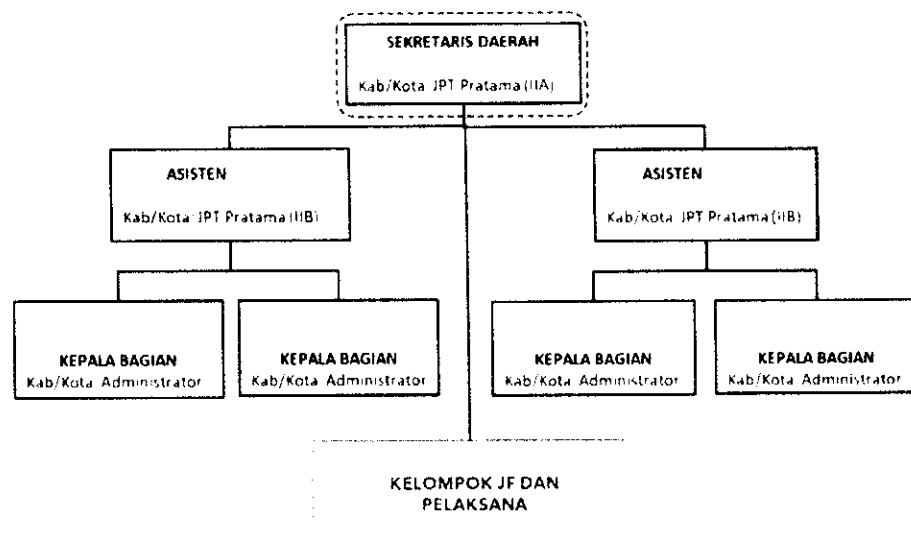 SEKRETARIS DAERAH
Kab/Kota JPT Pratama (IIA)
ASISTEN
Kab/Kota JPT Pratama (IIB)
ASISTEN
Kab/Kota JPT Pratama (IIB)
KEPALA BAGIAN
Kab/Kota Administrator
KEPALA BAGIAN
Kab/Kota Administrator
KEPALA BAGIAN
Kab/Kota Administrator
KEPALA BAGIAN
Kab/Kota Administrator
KELOMPOK JF DAN
PELAKSANA